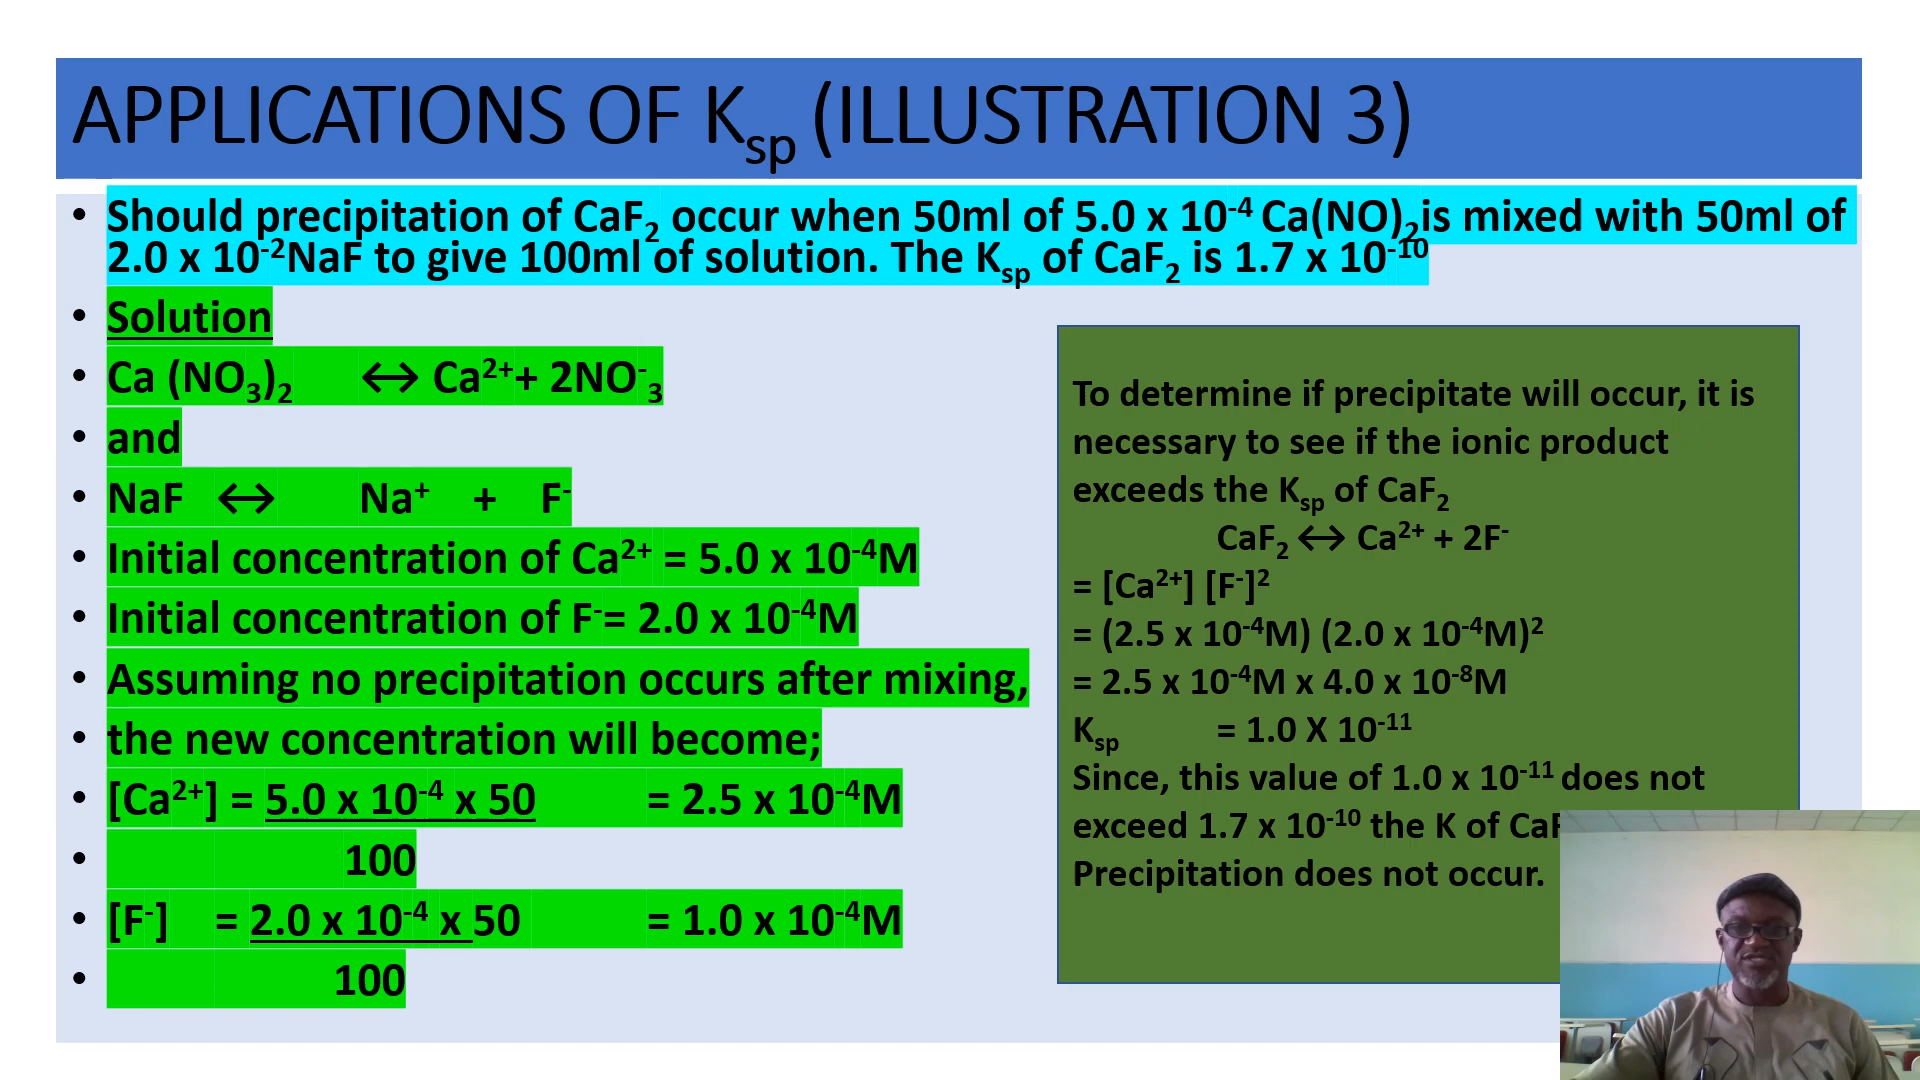 APPLICATIONS OF Ksp (ILLUSTRATION 3)
• Should precipitation of CaF₂ occur when 50ml of 5.0 x 10⁻⁴ Ca(NO)₂is mixed with 50ml of
2.0 x 10⁻²NaF to give 100ml of solution. The Ksp of CaF₂ is 1.7 x 10⁻¹⁰
• Solution
• Ca (NO₃)₂ ↔ Ca²⁺+ 2NO⁻₃
• and
• NaF ↔ Na⁺ + F⁻
• Initial concentration of Ca²⁺ = 5.0 x 10⁻⁴M
• Initial concentration of F⁻= 2.0 x 10⁻⁴M
• Assuming no precipitation occurs after mixing,
• the new concentration will become;
• [Ca²⁺] = 5.0 x 10⁻⁴ x 50 = 2.5 x 10⁻⁴M
• 100
• [F⁻] = 2.0 x 10⁻⁴ x 50 = 1.0 x 10⁻⁴M
• 100
To determine if precipitate will occur, it is
necessary to see if the ionic product
exceeds the Ksp of CaF₂
CaF₂ ↔ Ca²⁺ + 2F⁻
= [Ca²⁺] [F⁻]²
= (2.5 x 10⁻⁴M) (2.0 x 10⁻⁴M)²
= 2.5 x 10⁻⁴M x 4.0 x 10⁻⁸M
Ksp = 1.0 X 10⁻¹¹
Since, this value of 1.0 x 10⁻¹¹ does not
exceed 1.7 x 10⁻¹⁰ the K of
Precipitation does not occur.